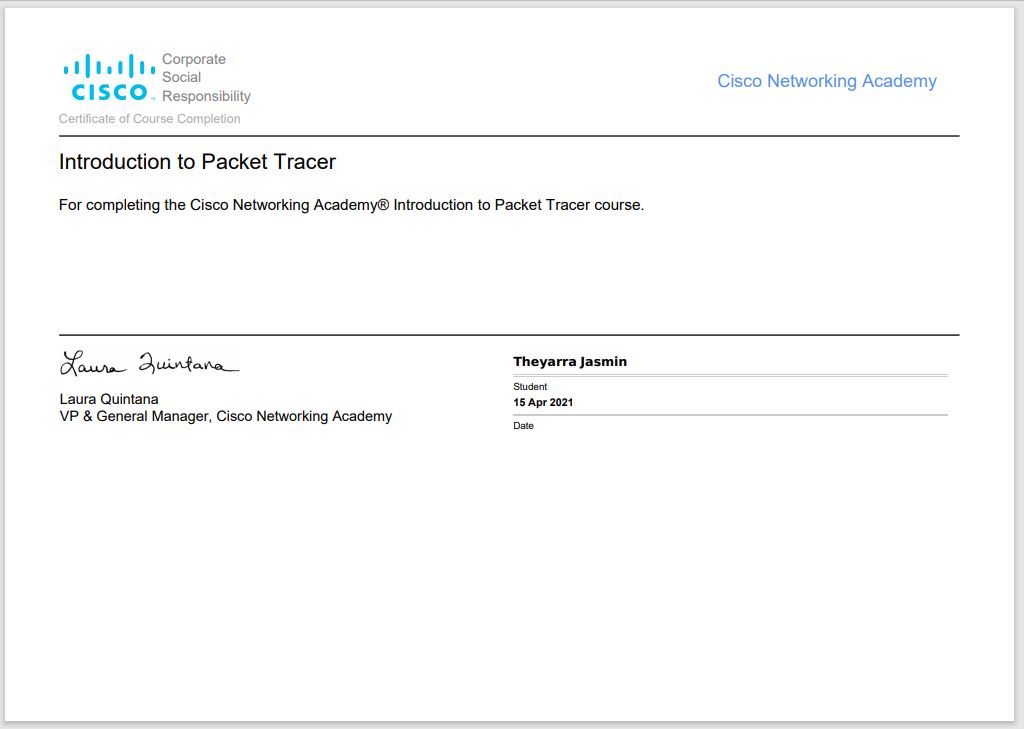 Corporate
Social
Responsibility
CISCO™
Cisco Networking Academy
Certificate of Course Completion
Introduction to Packet Tracer
For completing the Cisco Networking Academy® Introduction to Packet Tracer course.
Laura Quintana
Laura Quintana
VP & General Manager, Cisco Networking Academy
Theyarra Jasmin
Student
15 Apr 2021
Date